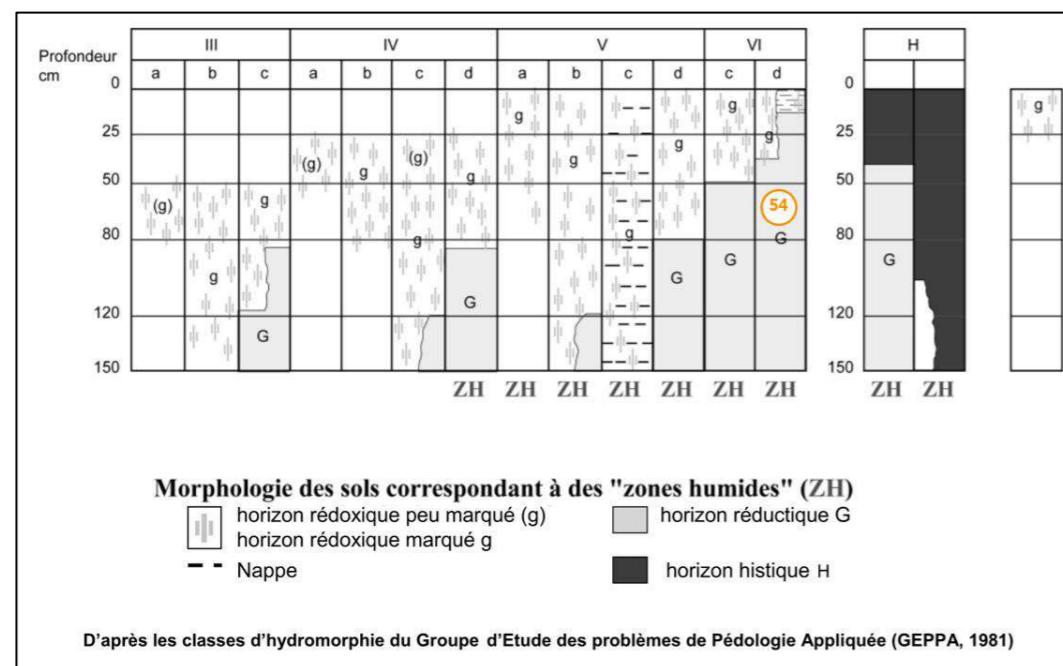 III IV V VI H
Profondeur
cm
a b c a b c d a b c d c d
0 0
25 25
50 50
80 80
120 120
150 150
(g) g g G
(g) g (g) g g G
g g g g G
g G g 54 G
G
g
ZH ZH ZH ZH ZH ZH ZH ZH ZH
Morphologie des sols correspondant à des "zones humides" (ZH)
horizon rédoxique peu marqué (g)
horizon rédoxique marqué g
horizon réductique G
Nappe
horizon histique H
D'après les classes d'hydromorphie du Groupe d'Etude des problèmes de Pédologie Appliquée (GEPPA, 1981)